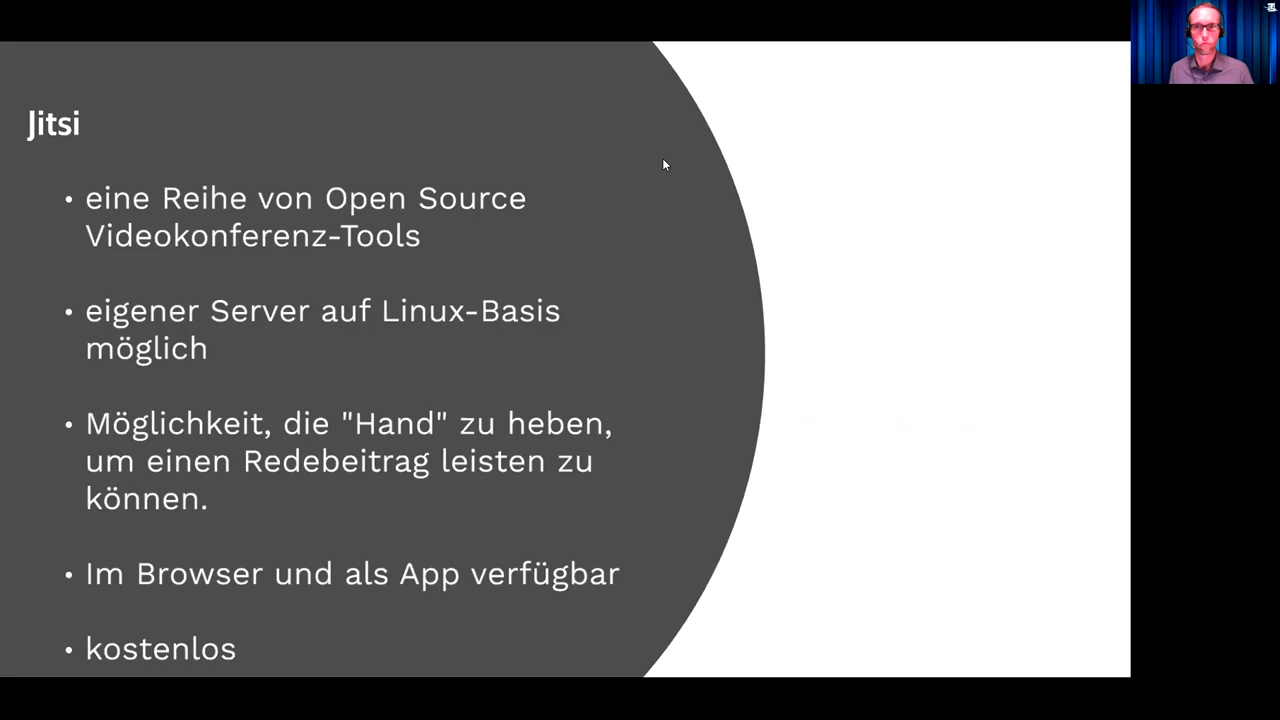 Jitsi
• eine Reihe von Open Source
Videokonferenz-Tools
• eigener Server auf Linux-Basis
möglich
• Möglichkeit, die "Hand" zu heben,
um einen Redebeitrag leisten zu
können.
• Im Browser und als App verfügbar
• kostenlos